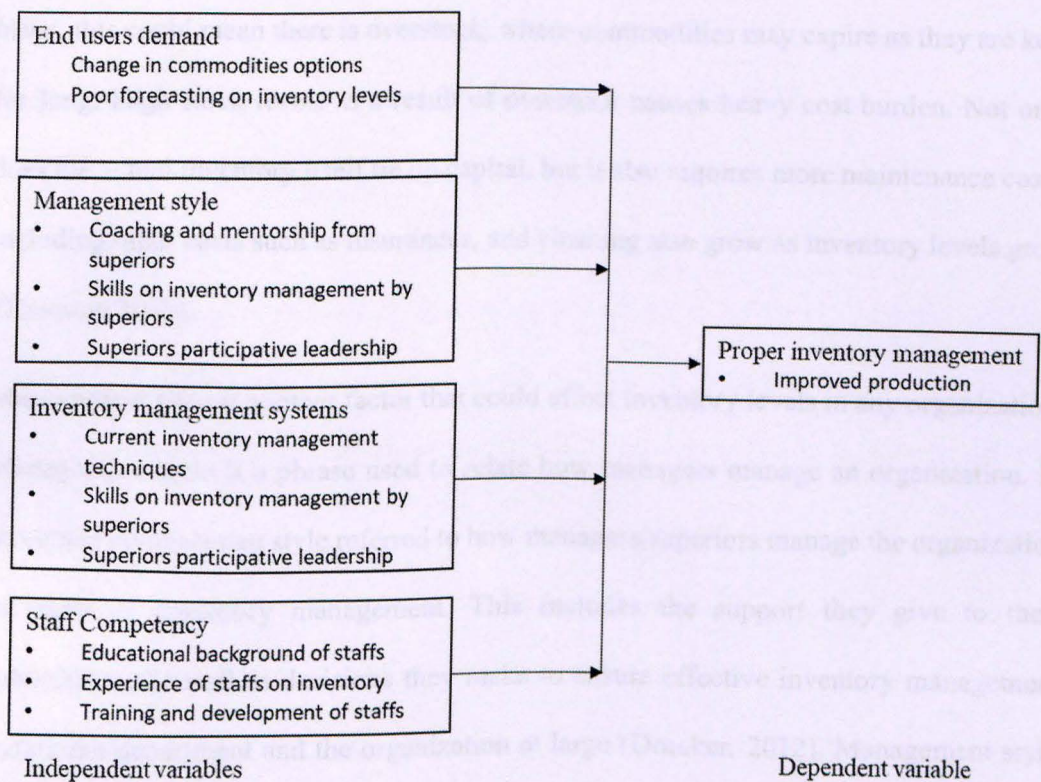 End users demand
Change in commodities options
Poor forecasting on inventory levels
Management style
• Coaching and mentorship from
superiors
• Skills on inventory management by
superiors
• Superiors participative leadership
Inventory management systems
• Current inventory management
techniques
• Skills on inventory management by
superiors
• Superiors participative leadership
Staff Competency
• Educational background of staffs
• Experience of staffs on inventory
• Training and development of staffs
Independent variables
Proper inventory management
• Improved production
Dependent variable